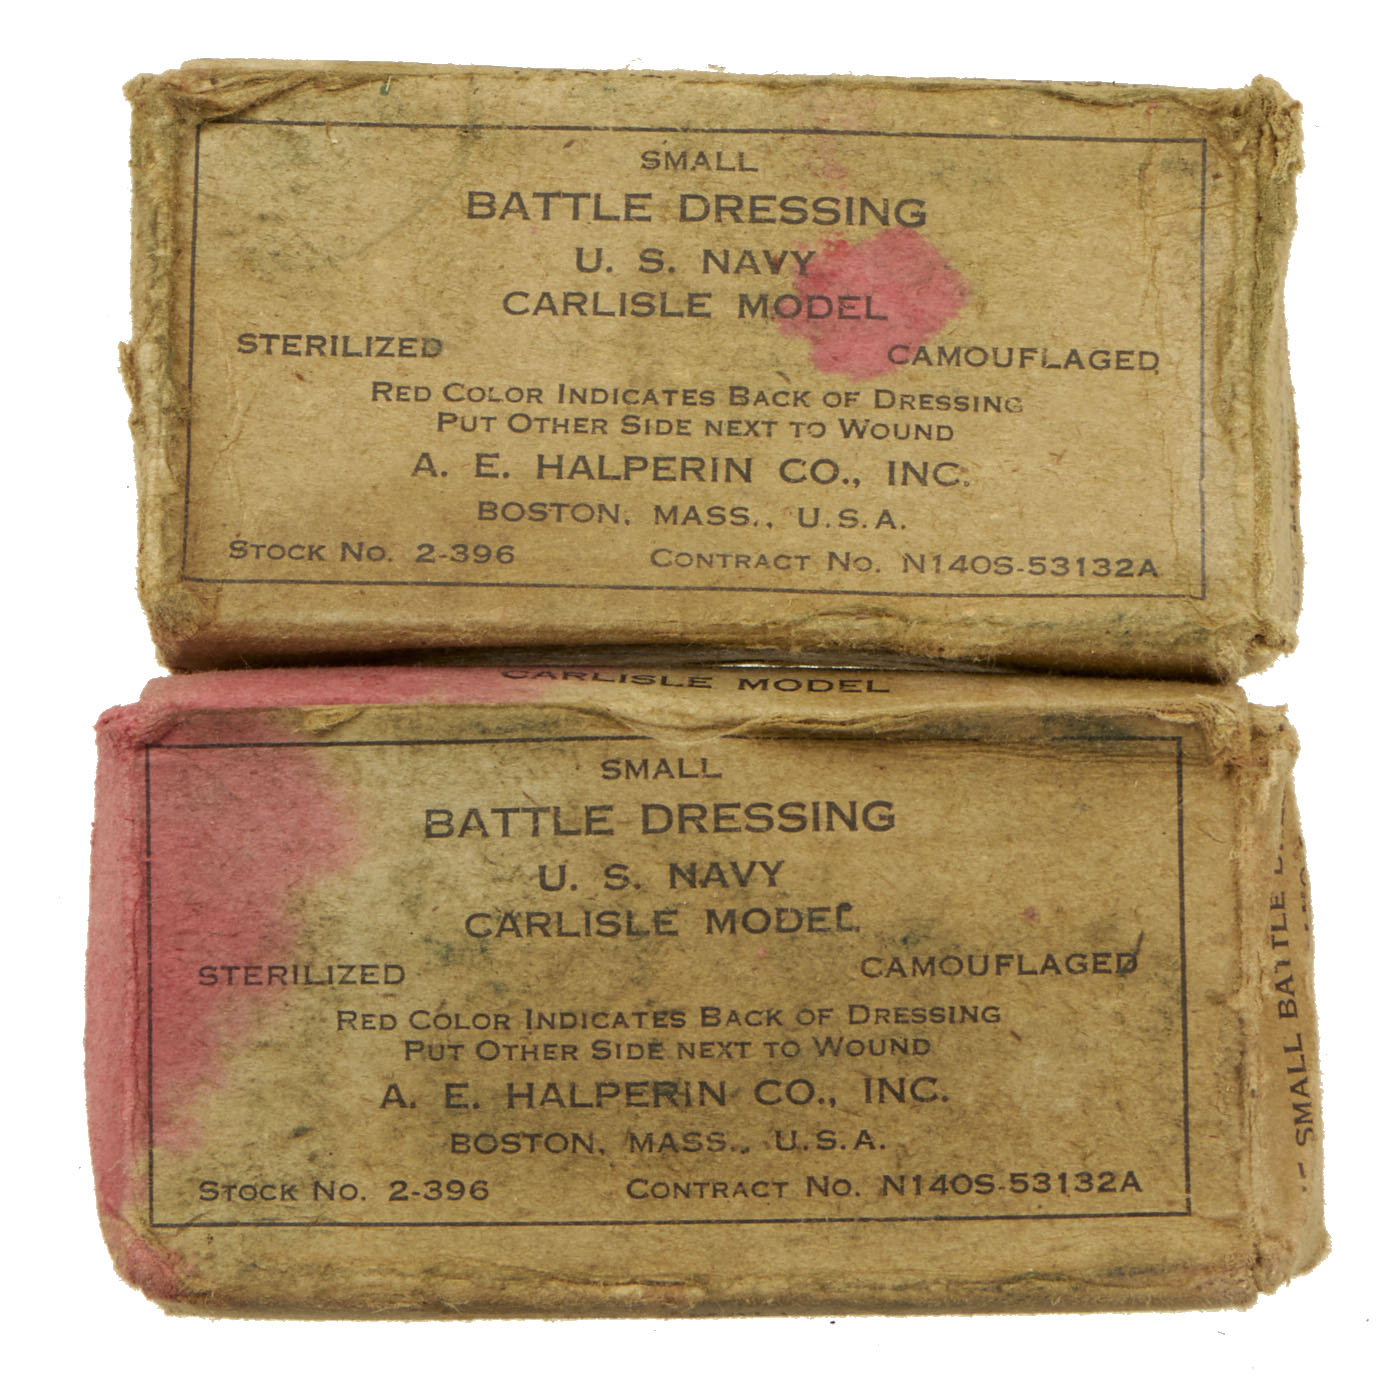 SMALL
BATTLE DRESSING
U. S. NAVY
CARLISLE MODEL
STERILIZED CAMOUFLAGED
RED COLOR INDICATES BACK OF DRESSING
PUT OTHER SIDE NEXT TO WOUND
A. E. HALPERIN CO., INC.
BOSTON, MASS., U.S.A.
STOCK NO. 2-396 CONTRACT NO. N140S-53132A
CARLISLE MODEL
SMALL
BATTLE DRESSING
U. S. NAVY
CARLISLE MODEL
STERILIZED CAMOUFLAGED
RED COLOR INDICATES BACK OF DRESSING
PUT OTHER SIDE NEXT TO WOUND
A. E. HALPERIN CO., INC.
BOSTON, MASS., U.S.A.
STOCK NO. 2-396 CONTRACT NO. N140S-53132A
SMALL BATTLE